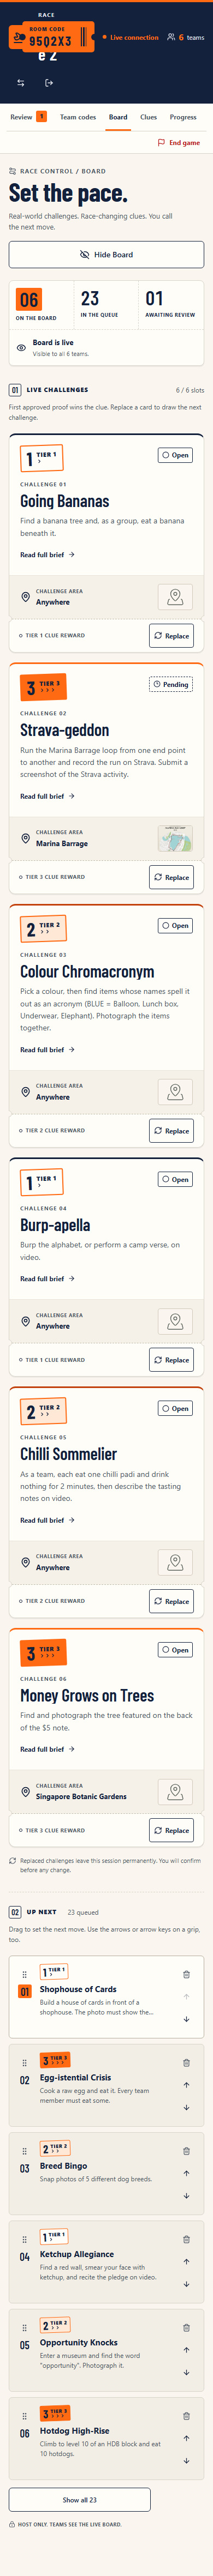 RACE
ROOM CODE
95Q2X3
e 2
Live connection
6 teams
Review 1
Team codes
Board
Clues
Progress
End game
RACE CONTROL / BOARD
Set the pace.
Real-world challenges. Race-changing clues. You call
the next move.
Hide Board
06
ON THE BOARD
23
IN THE QUEUE
01
AWAITING REVIEW
Board is live
Visible to all 6 teams.
01 LIVE CHALLENGES
6 / 6 slots
First approved proof wins the clue. Replace a card to draw the next
challenge.
1 TIER 1
Open
CHALLENGE 01
Going Bananas
Find a banana tree and, as a group, eat a banana
beneath it.
Read full brief
CHALLENGE AREA
Anywhere
TIER 1 CLUE REWARD
Replace
3 TIER 3
Pending
CHALLENGE 02
Strava-geddon
Run the Marina Barrage loop from one end point
to another and record the run on Strava. Submit a
screenshot of the Strava activity.
Read full brief
CHALLENGE AREA
Marina Barrage
TIER 3 CLUE REWARD
Replace
2 TIER 2
Open
CHALLENGE 03
Colour Chromacronym
Pick a colour, then find items whose names spell it
out as an acronym (BLUE = Balloon, Lunch box,
Underwear, Elephant). Photograph the items
together.
Read full brief
CHALLENGE AREA
Anywhere
TIER 2 CLUE REWARD
Replace
1 TIER 1
Open
CHALLENGE 04
Burp-apella
Burp the alphabet, or perform a camp verse, on
video.
Read full brief
CHALLENGE AREA
Anywhere
TIER 1 CLUE REWARD
Replace
2 TIER 2
Open
CHALLENGE 05
Chilli Sommelier
As a team, each eat one chilli padi and drink
nothing for 2 minutes, then describe the tasting
notes on video.
Read full brief
CHALLENGE AREA
Anywhere
TIER 2 CLUE REWARD
Replace
3 TIER 3
Open
CHALLENGE 06
Money Grows on Trees
Find and photograph the tree featured on the back
of the $5 note.
Read full brief
CHALLENGE AREA
Singapore Botanic Gardens
TIER 3 CLUE REWARD
Replace
Replaced challenges leave this session permanently. You will confirm
before any change.
02 UP NEXT
23 queued
Drag to set the next move. Use the arrows or arrow keys on a grip,
too.
01
1 TIER 1
Shophouse of Cards
Build a house of cards in front of a
shophouse. The photo must show the...
02
3 TIER 3
Egg-istential Crisis
Cook a raw egg and eat it. Every team
member must eat some.
03
2 TIER 2
Breed Bingo
Snap photos of 5 different dog breeds.
04
1 TIER 1
Ketchup Allegiance
Find a red wall, smear your face with
ketchup, and recite the pledge on video.
05
2 TIER 2
Opportunity Knocks
Enter a museum and find the word
"opportunity". Photograph it.
06
3 TIER 3
Hotdog High-Rise
Climb to level 10 of an HDB block and eat
10 hotdogs.
Show all 23
HOST ONLY. TEAMS SEE THE LIVE BOARD.